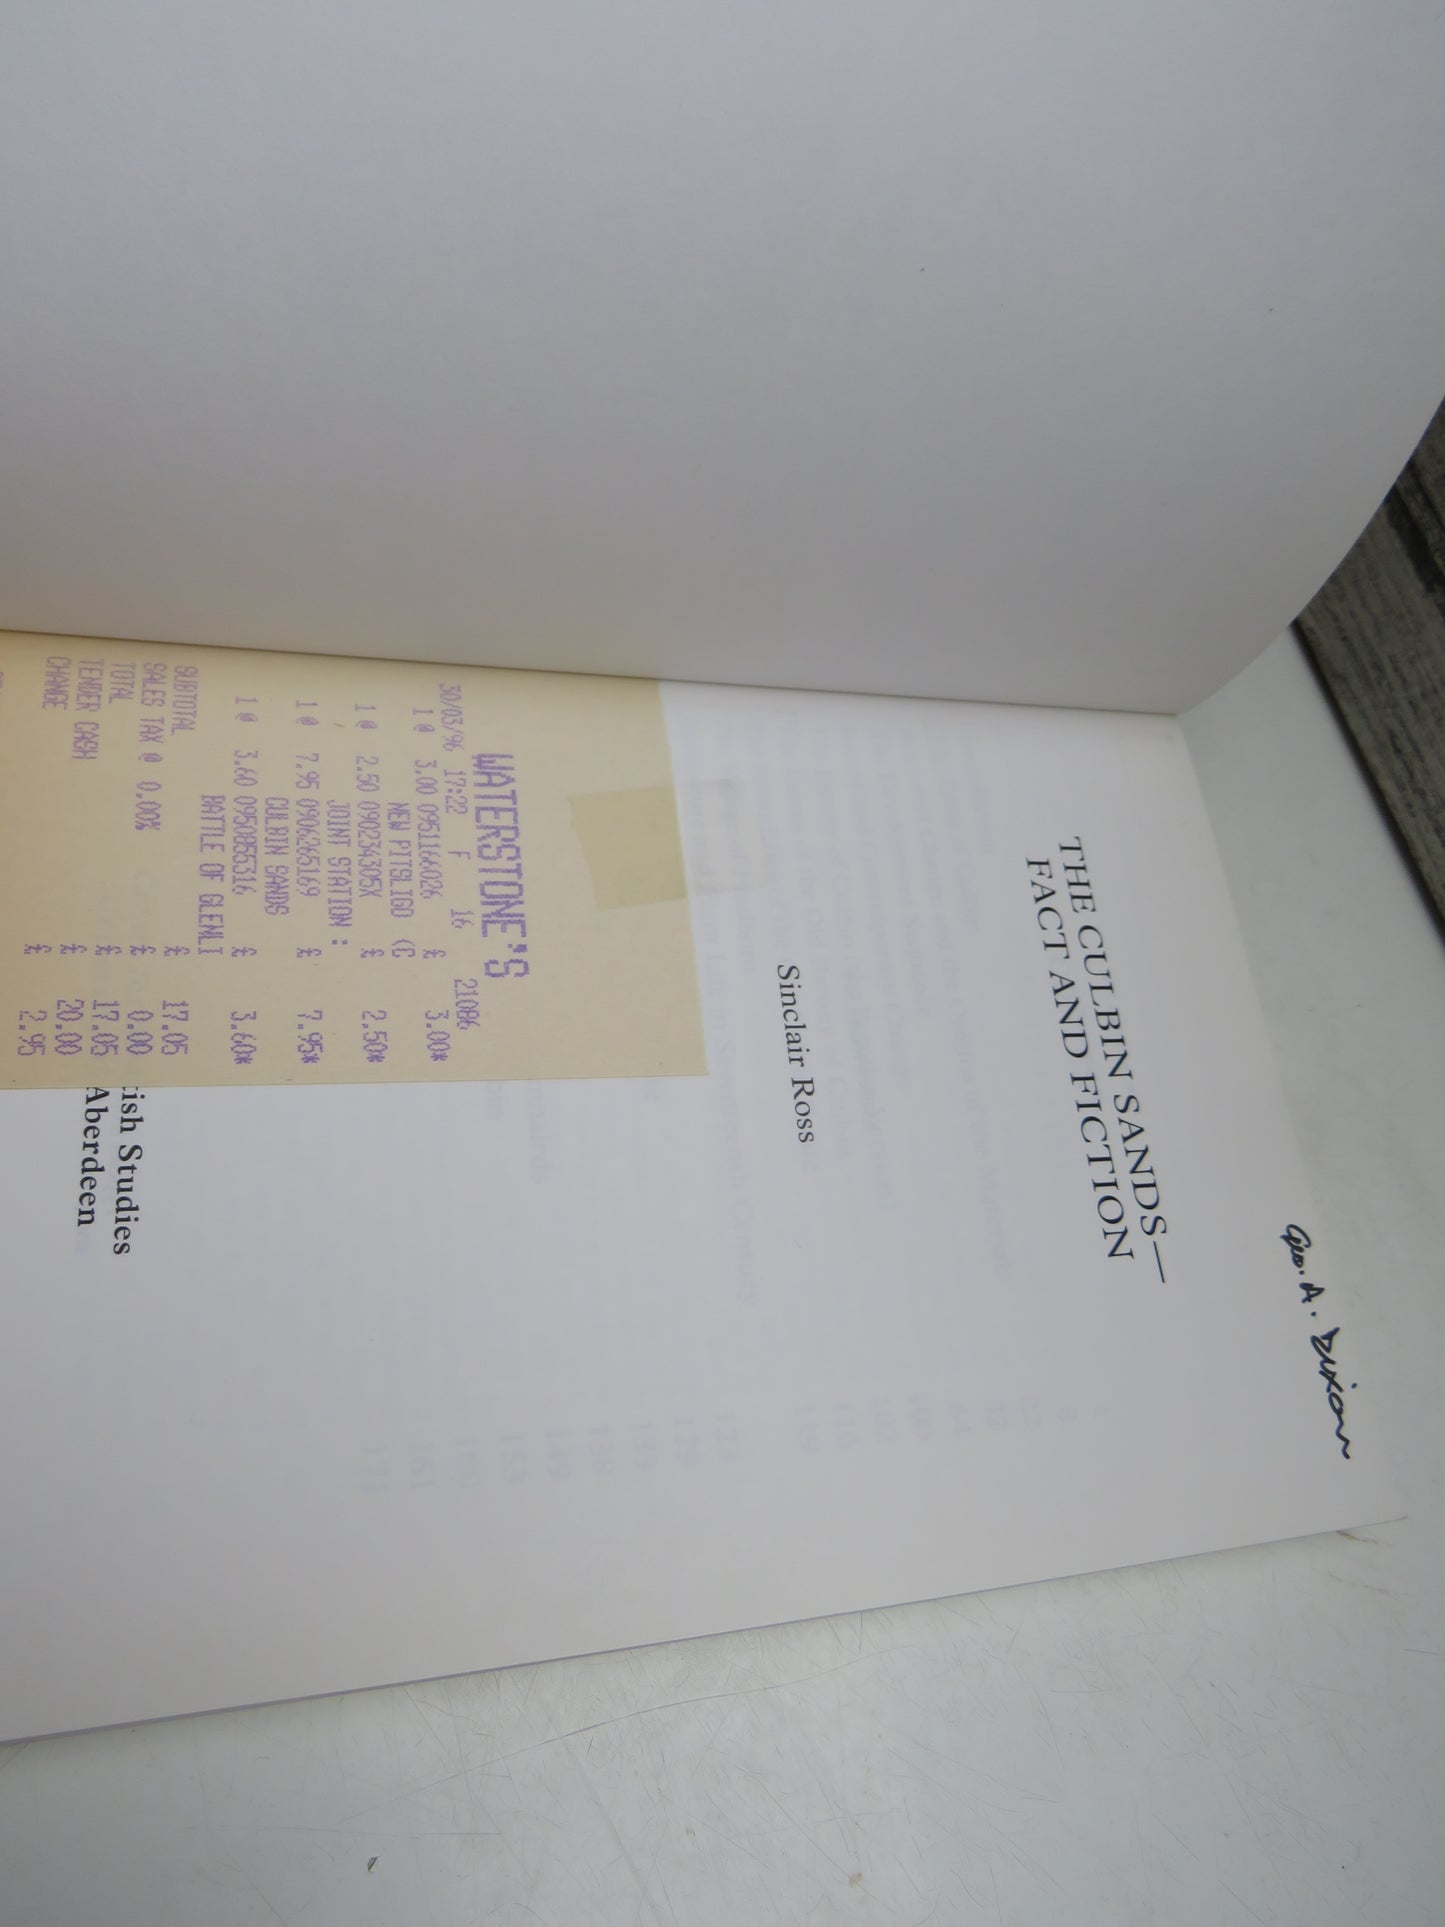 Geo. A. Dixon
THE CULBIN SANDS—
FACT AND FICTION
Sinclair Ross
WATERSTONE'S
30/03/96 17:22 F 16 21086
1 @ 3.00 0951166026 £ 3.00*
NEW PITSLIGO (C
1 @ 2.50 090234305X £ 2.50*
JOINT STATION :
1 @ 7.95 0906265169 £ 7.95*
CULBIN SANDS
1 @ 3.60 0950855316 £ 3.60*
BATTLE OF GLENLI
SUBTOTAL £ 17.05
SALES TAX @ 0.00% £ 0.00
TOTAL £ 17.05
TENDER CASH £ 20.00
CHANGE £ 2.95
tish Studies
Aberdeen